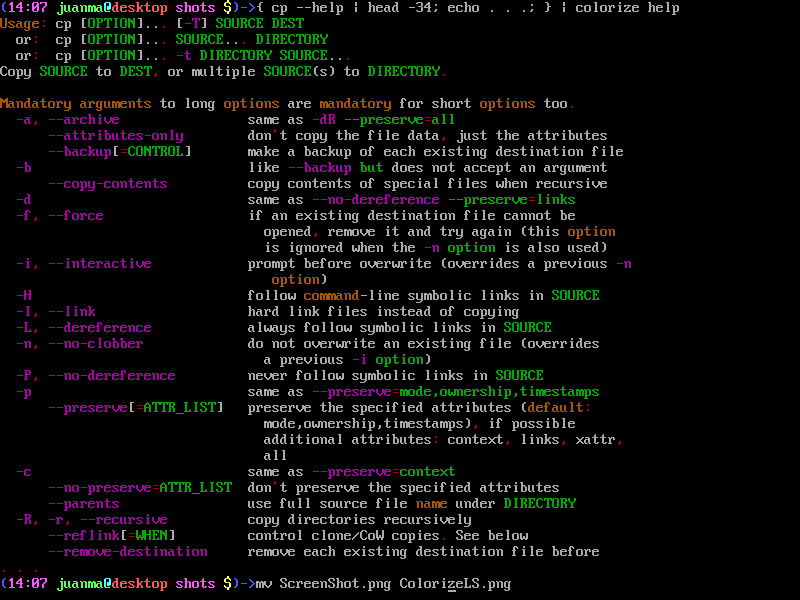 (14:07 juanma@desktop shots $)->{ cp --help | head -34; echo . . .; } | colorize help
Usage: cp [OPTION]... [-T] SOURCE DEST
  or:  cp [OPTION]... SOURCE... DIRECTORY
  or:  cp [OPTION]... -t DIRECTORY SOURCE...
Copy SOURCE to DEST, or multiple SOURCE(s) to DIRECTORY.

Mandatory arguments to long options are mandatory for short options too.
  -a, --archive                same as -dR --preserve=all
      --attributes-only        don't copy the file data, just the attributes
      --backup[=CONTROL]       make a backup of each existing destination file
  -b                           like --backup but does not accept an argument
      --copy-contents          copy contents of special files when recursive
  -d                           same as --no-dereference --preserve=links
  -f, --force                  if an existing destination file cannot be
                                 opened, remove it and try again (this option
                                 is ignored when the -n option is also used)
  -i, --interactive            prompt before overwrite (overrides a previous -n
                                  option)
  -H                           follow command-line symbolic links in SOURCE
  -l, --link                   hard link files instead of copying
  -L, --dereference            always follow symbolic links in SOURCE
  -n, --no-clobber             do not overwrite an existing file (overrides
                                 a previous -i option)
  -P, --no-dereference         never follow symbolic links in SOURCE
  -p                           same as --preserve=mode,ownership,timestamps
      --preserve[=ATTR_LIST]   preserve the specified attributes (default:
                                 mode,ownership,timestamps), if possible
                                 additional attributes: context, links, xattr,
                                 all
  -c                           same as --preserve=context
      --no-preserve=ATTR_LIST  don't preserve the specified attributes
      --parents                use full source file name under DIRECTORY
  -R, -r, --recursive          copy directories recursively
      --reflink[=WHEN]         control clone/CoW copies. See below
      --remove-destination     remove each existing destination file before
. . .
(14:07 juanma@desktop shots $)->mv ScreenShot.png ColorizeLS.png